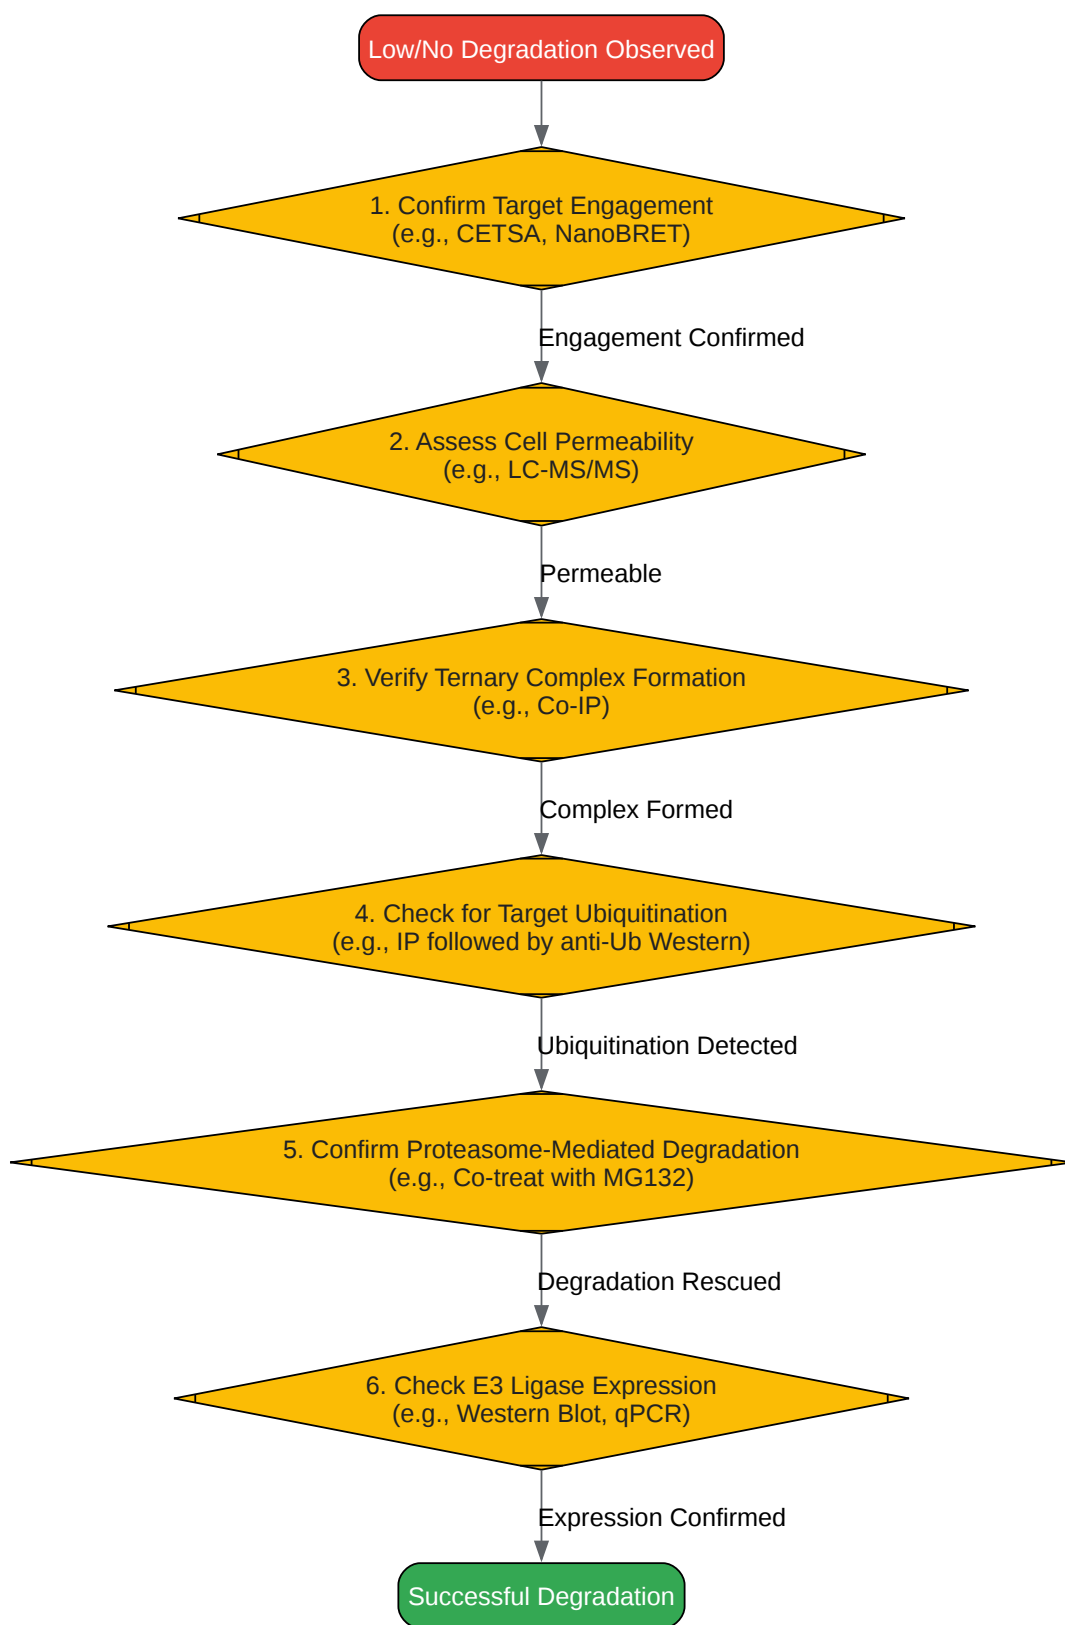 Low/No Degradation Observed
1. Confirm Target Engagement
(e.g., CETSA, NanoBRET)
Engagement Confirmed
2. Assess Cell Permeability
(e.g., LC-MS/MS)
Permeable
3. Verify Ternary Complex Formation
(e.g., Co-IP)
Complex Formed
4. Check for Target Ubiquitination
(e.g., IP followed by anti-Ub Western)
Ubiquitination Detected
5. Confirm Proteasome-Mediated Degradation
(e.g., Co-treat with MG132)
Degradation Rescued
6. Check E3 Ligase Expression
(e.g., Western Blot, qPCR)
Expression Confirmed
Successful Degradation